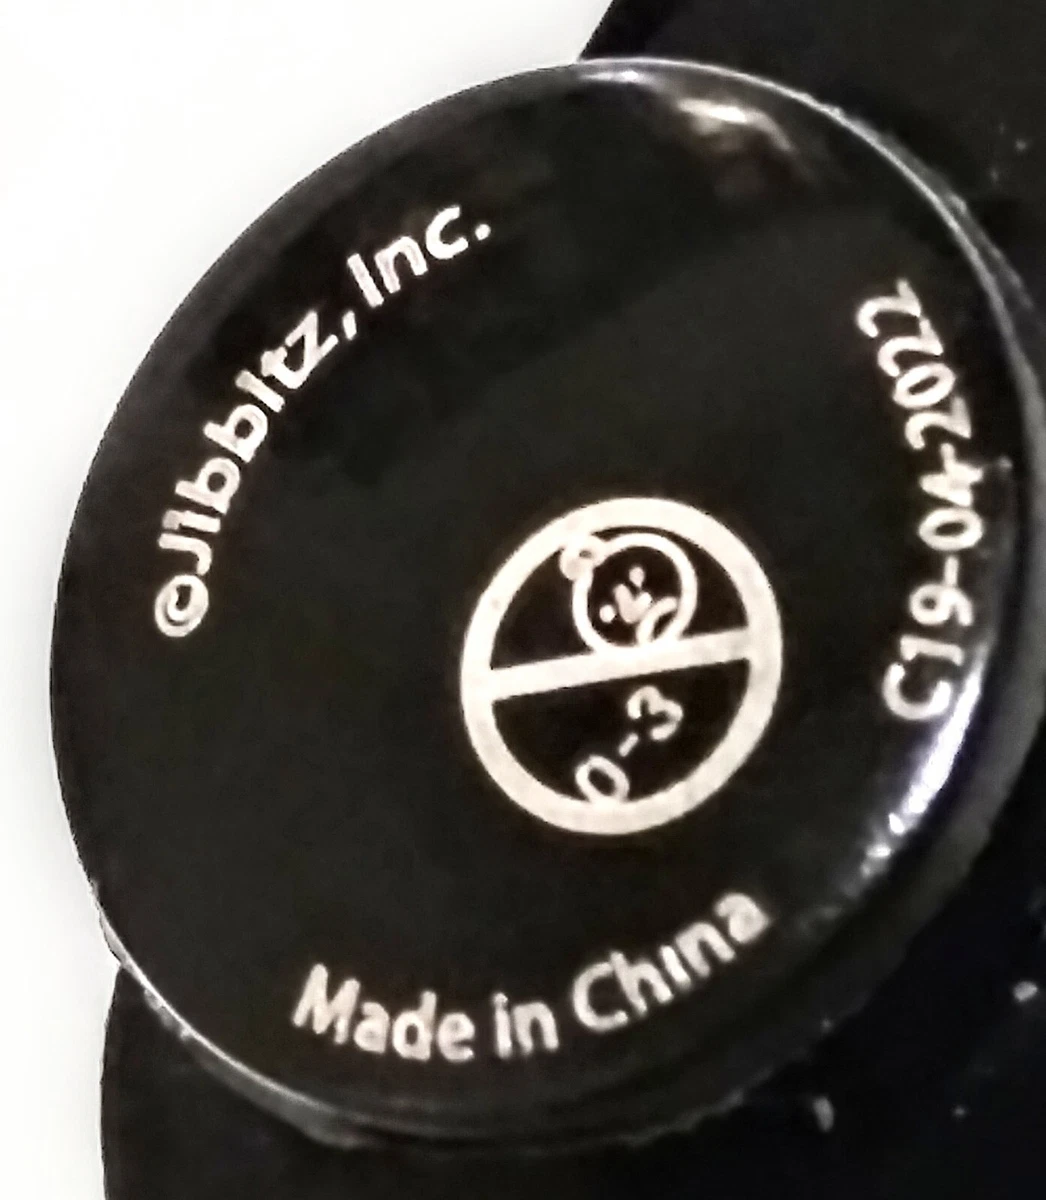 ©Jibbitz, Inc.
C19-04-2022
0-3
Made in China